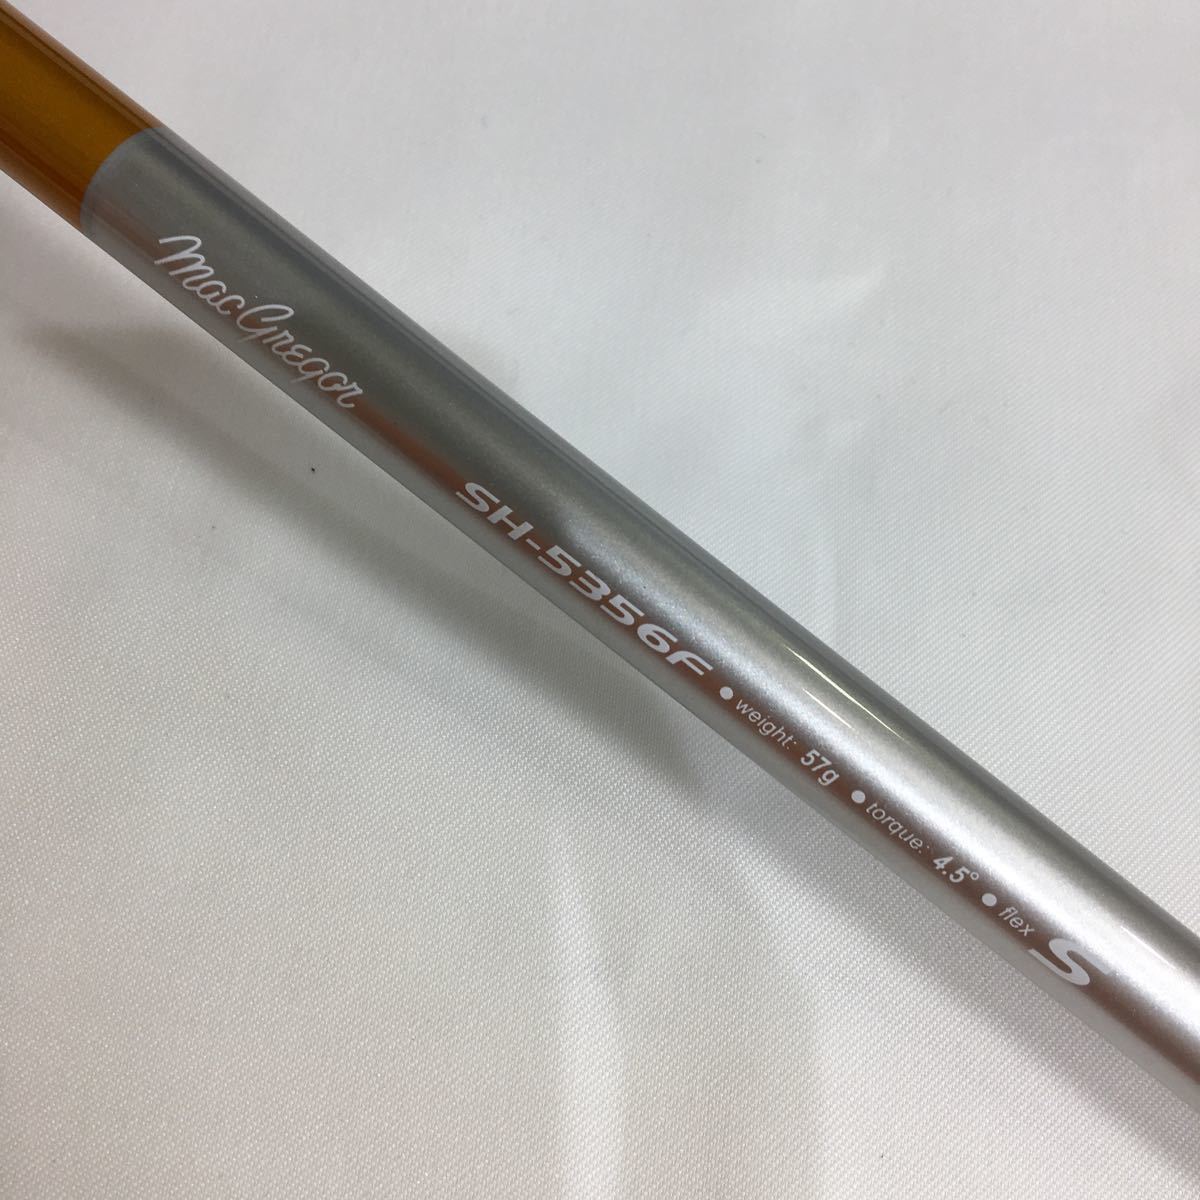 MacGregor SH-5356F ● weight: 57g ● torque: 4.5° ● flex S